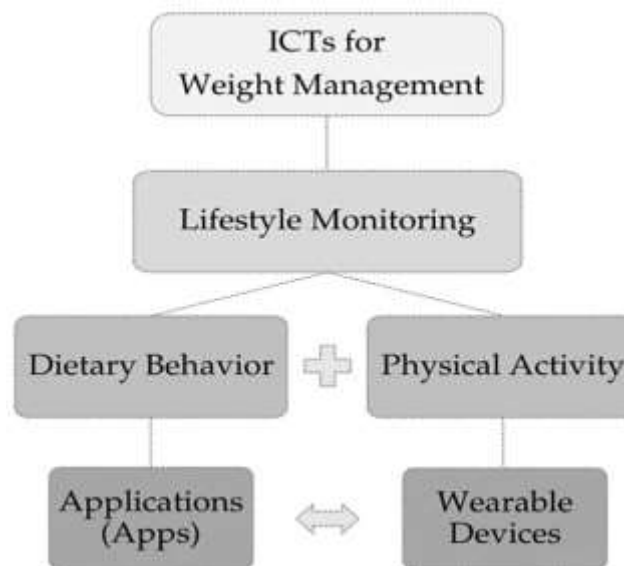 ICTs for
Weight Management
Lifestyle Monitoring
Dietary Behavior
Physical Activity
Applications
(Apps)
Wearable
Devices